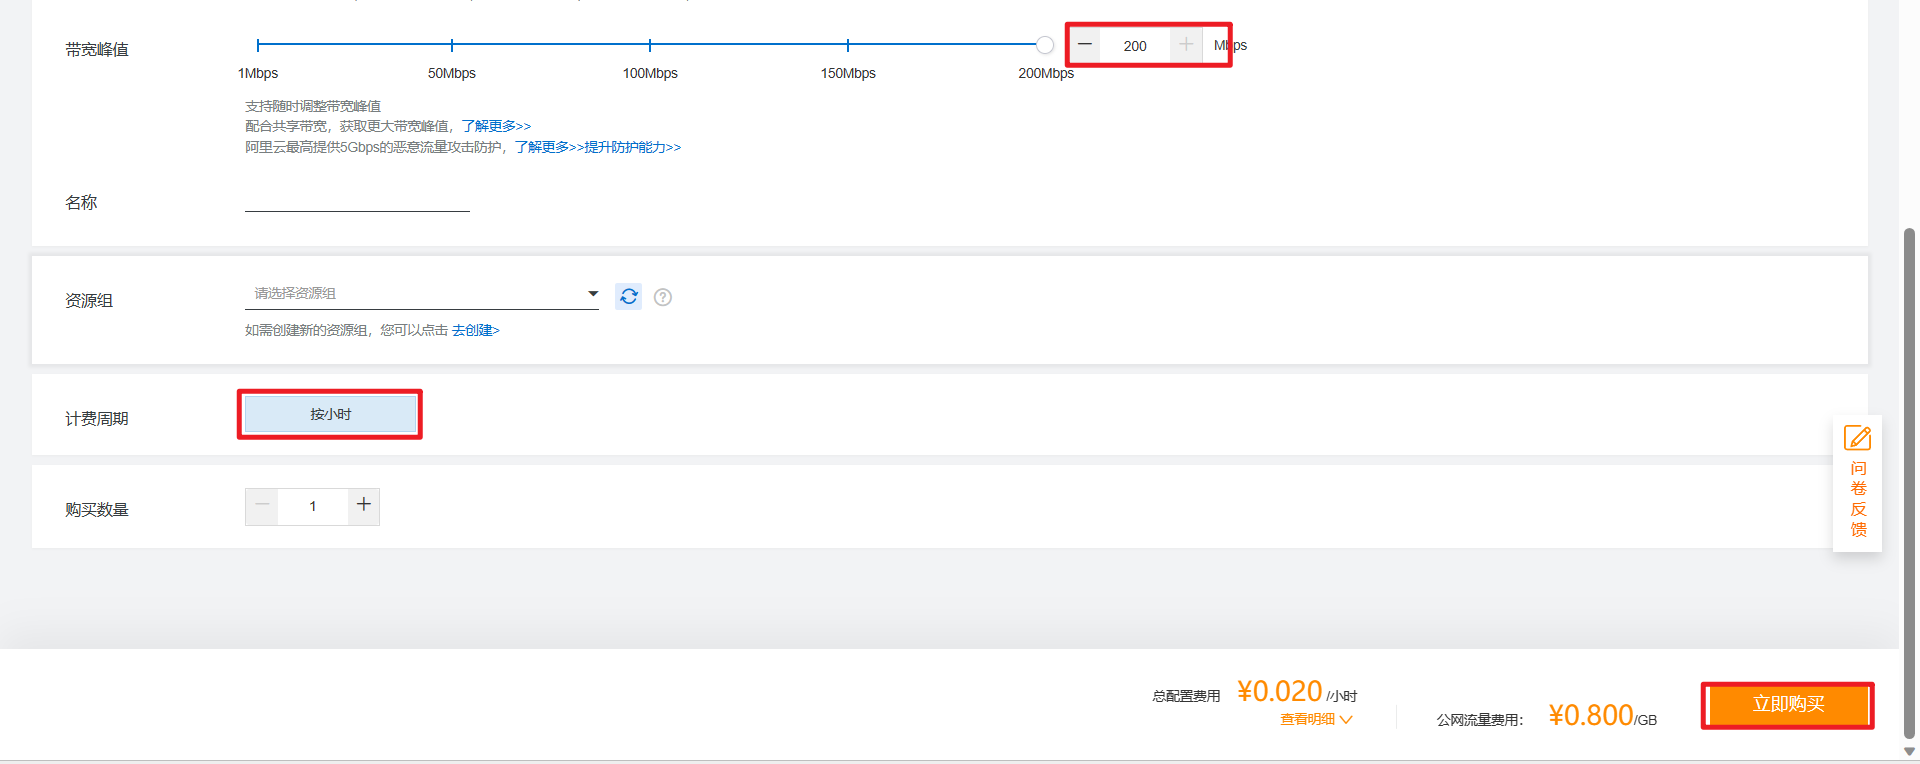 带宽峰值
200
Mbps
1Mbps 50Mbps 100Mbps 150Mbps 200Mbps
支持随时调整带宽峰值
配合共享带宽，获取更大带宽峰值，了解更多>>
阿里云最高提供5Gbps的恶意流量攻击防护，了解更多>>提升防护能力>>
名称
资源组
请选择资源组
如需创建新的资源组，您可以点击 去创建>
计费周期
按小时
购买数量
1
问卷反馈
总配置费用 ¥0.020 /小时
查看明细
公网流量费用： ¥0.800/GB
立即购买